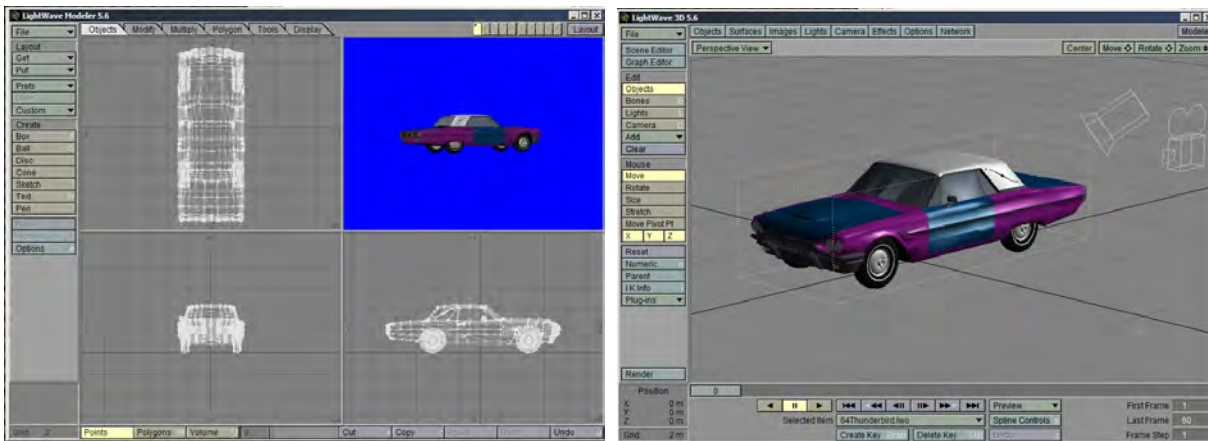 LightWave Modeler 5.6
File
Objects
Modify
Multiply
Polygon
Tools
Display
Layout
Layout
Get
Put
Prefs
Custom
Create
Box
Ball
Disc
Cone
Sketch
Text
Pen
Options
Points
Polygons
Volume
Cut
Copy
Undo
LightWave 3D 5.6
File
Objects Surfaces Images Lights Camera Effects Options Network
Modeler
Scene Editor
Graph Editor
Perspective View
Center
Move
Rotate
Zoom
Edit
Objects
Bones
Lights
Camera
Add
Clear
Mouse
Move
Rotate
Size
Stretch
Move Pivot Pt
X Y Z
Reset
Numeric
Parent
I-K Info
Plug-ins
Render
Position
0
X: 0 m
Y: 0 m
Z: 0 m
Grid: 2 m
Preview
First Frame 1
Selected Item 64Thunderbird.lwo
Spline Controls
Last Frame 60
Create Key
Delete Key
Frame Step 1